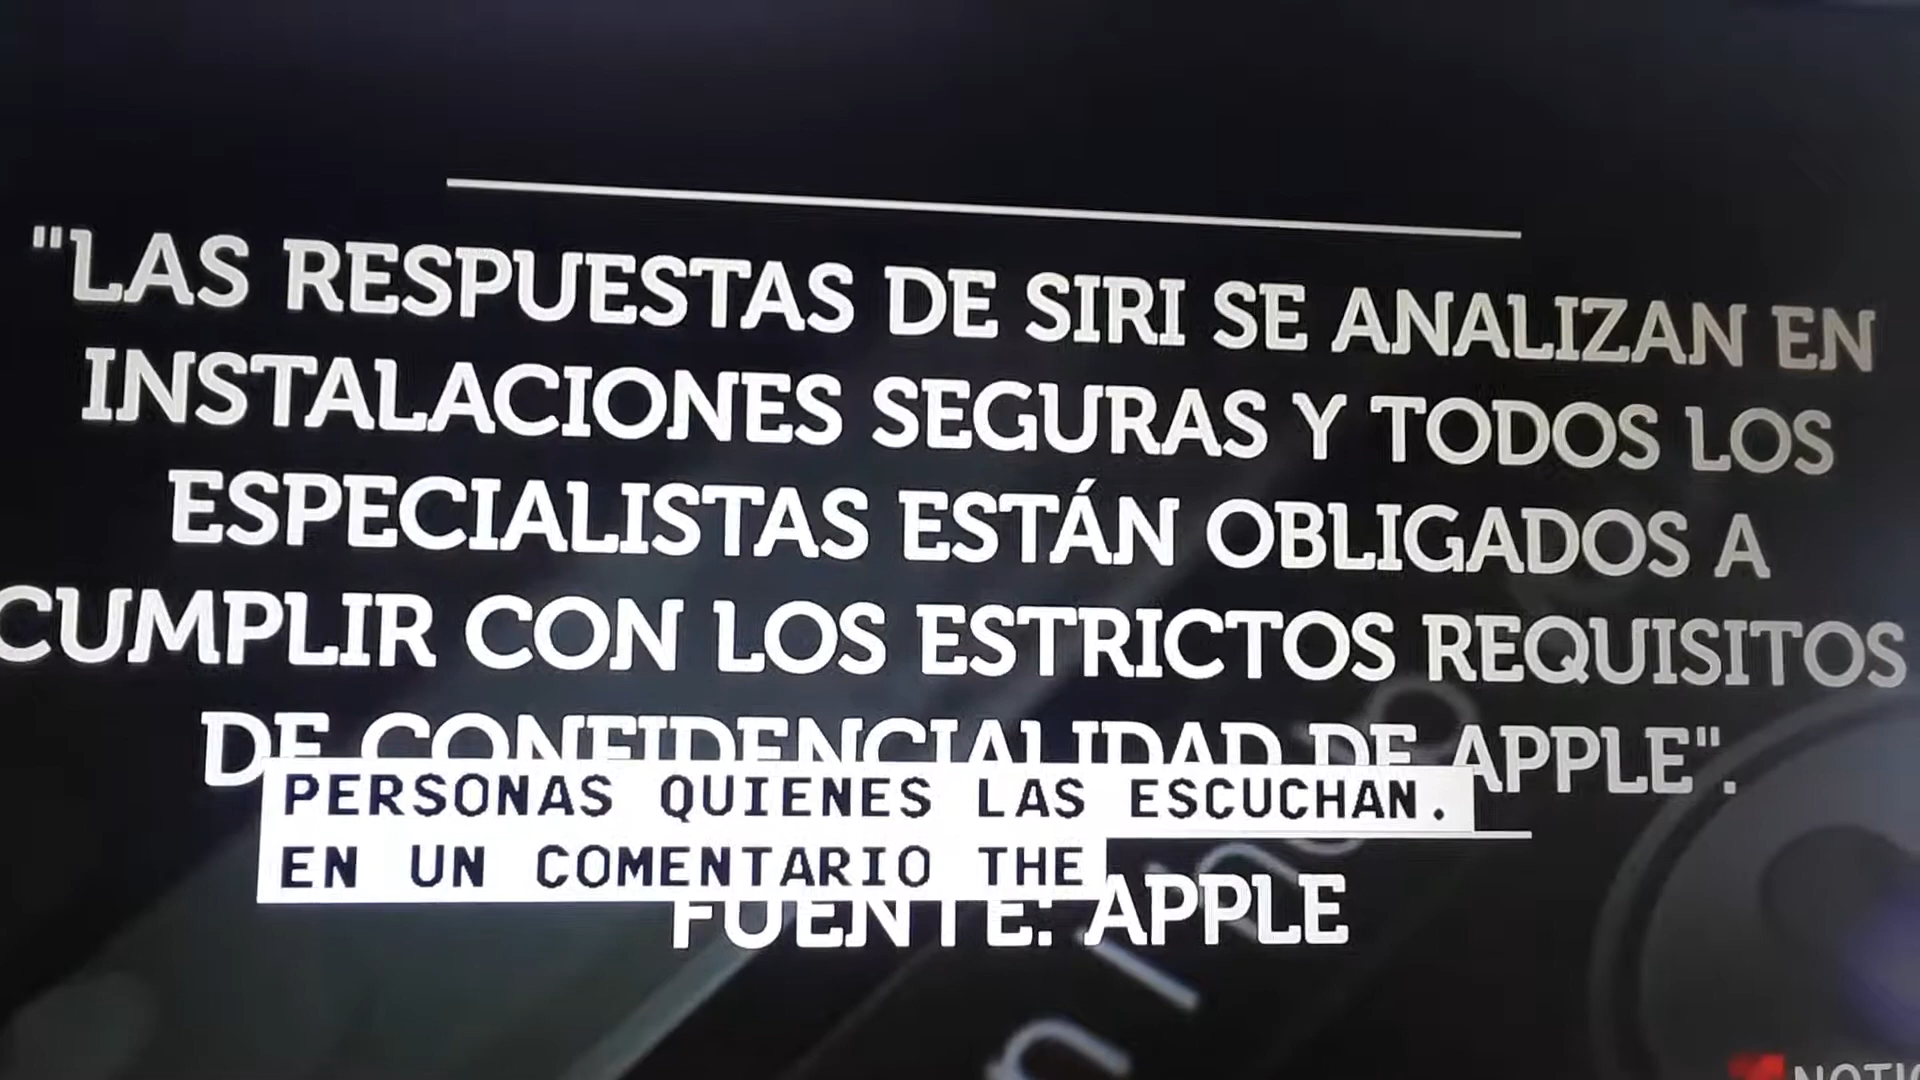 "LAS RESPUESTAS DE SIRI SE ANALIZAN EN
INSTALACIONES SEGURAS Y TODOS LOS
ESPECIALISTAS ESTÁN OBLIGADOS A
CUMPLIR CON LOS ESTRICTOS REQUISITOS
DE CONFIDENCIALIDAD DE APPLE".
PERSONAS QUIENES LAS ESCUCHAN.
EN UN COMENTARIO THE
FUENTE: APPLE